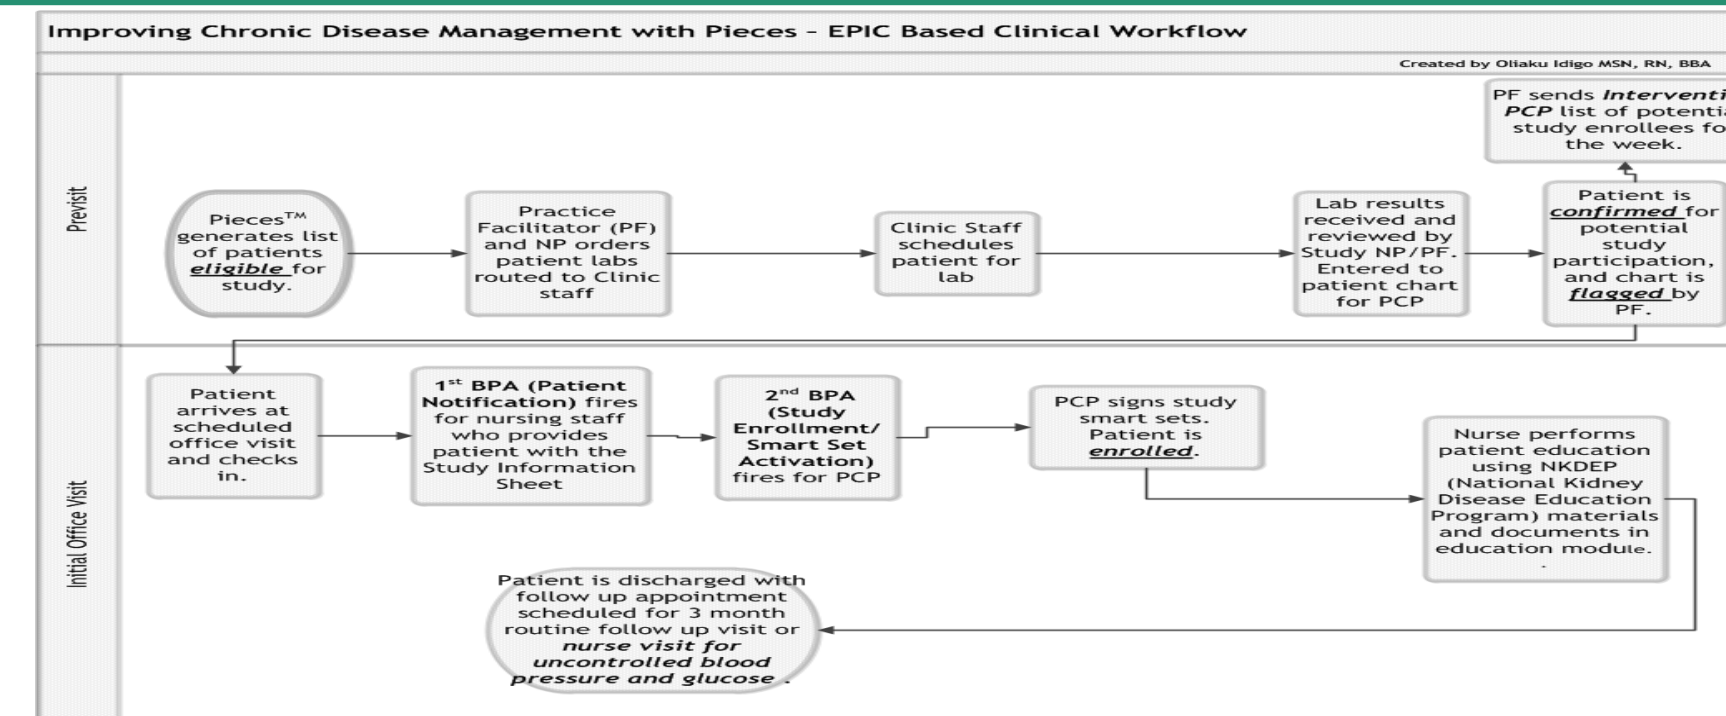 Improving Chronic Disease Management with Pieces – EPIC Based Clinical Workflow
Created by Oliaku Idigo MSN, RN, BBA
Previsit
Pieces™
generates list
of patients
eligible for
study.
Practice
Facilitator (PF)
and NP orders
patient labs
routed to Clinic
staff
Clinic Staff
schedules
patient for
lab
Lab results
received and
reviewed by
Study NP/PF.
Entered to
patient chart
for PCP
Patient is
confirmed for
potential
study
participation,
and chart is
flagged by
PF.
PF sends Interventi
PCP list of potentia
study enrollees fo
the week.
Initial Office Visit
Patient
arrives at
scheduled
office visit
and checks
in.
1st BPA (Patient
Notification) fires
for nursing staff
who provides
patient with the
Study Information
Sheet
2nd BPA
(Study
Enrollment/
Smart Set
Activation)
fires for PCP
PCP signs study
smart sets.
Patient is
enrolled.
Nurse performs
patient education
using NKDEP
(National Kidney
Disease Education
Program) materials
and documents in
education module.
.
Patient is discharged with
follow up appointment
scheduled for 3 month
routine follow up visit or
nurse visit for
uncontrolled blood
pressure and glucose .